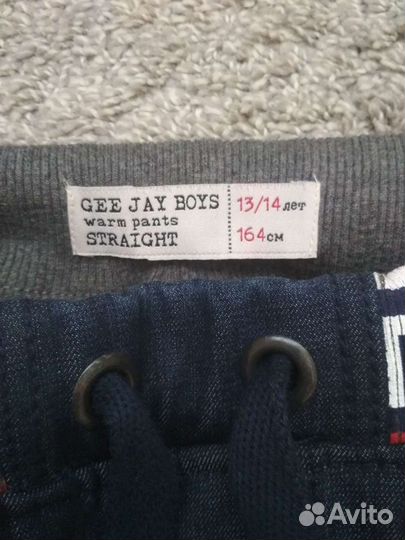 GEE JAY BOYS
warm pants
STRAIGHT
13/14 лет
164 см
Avito